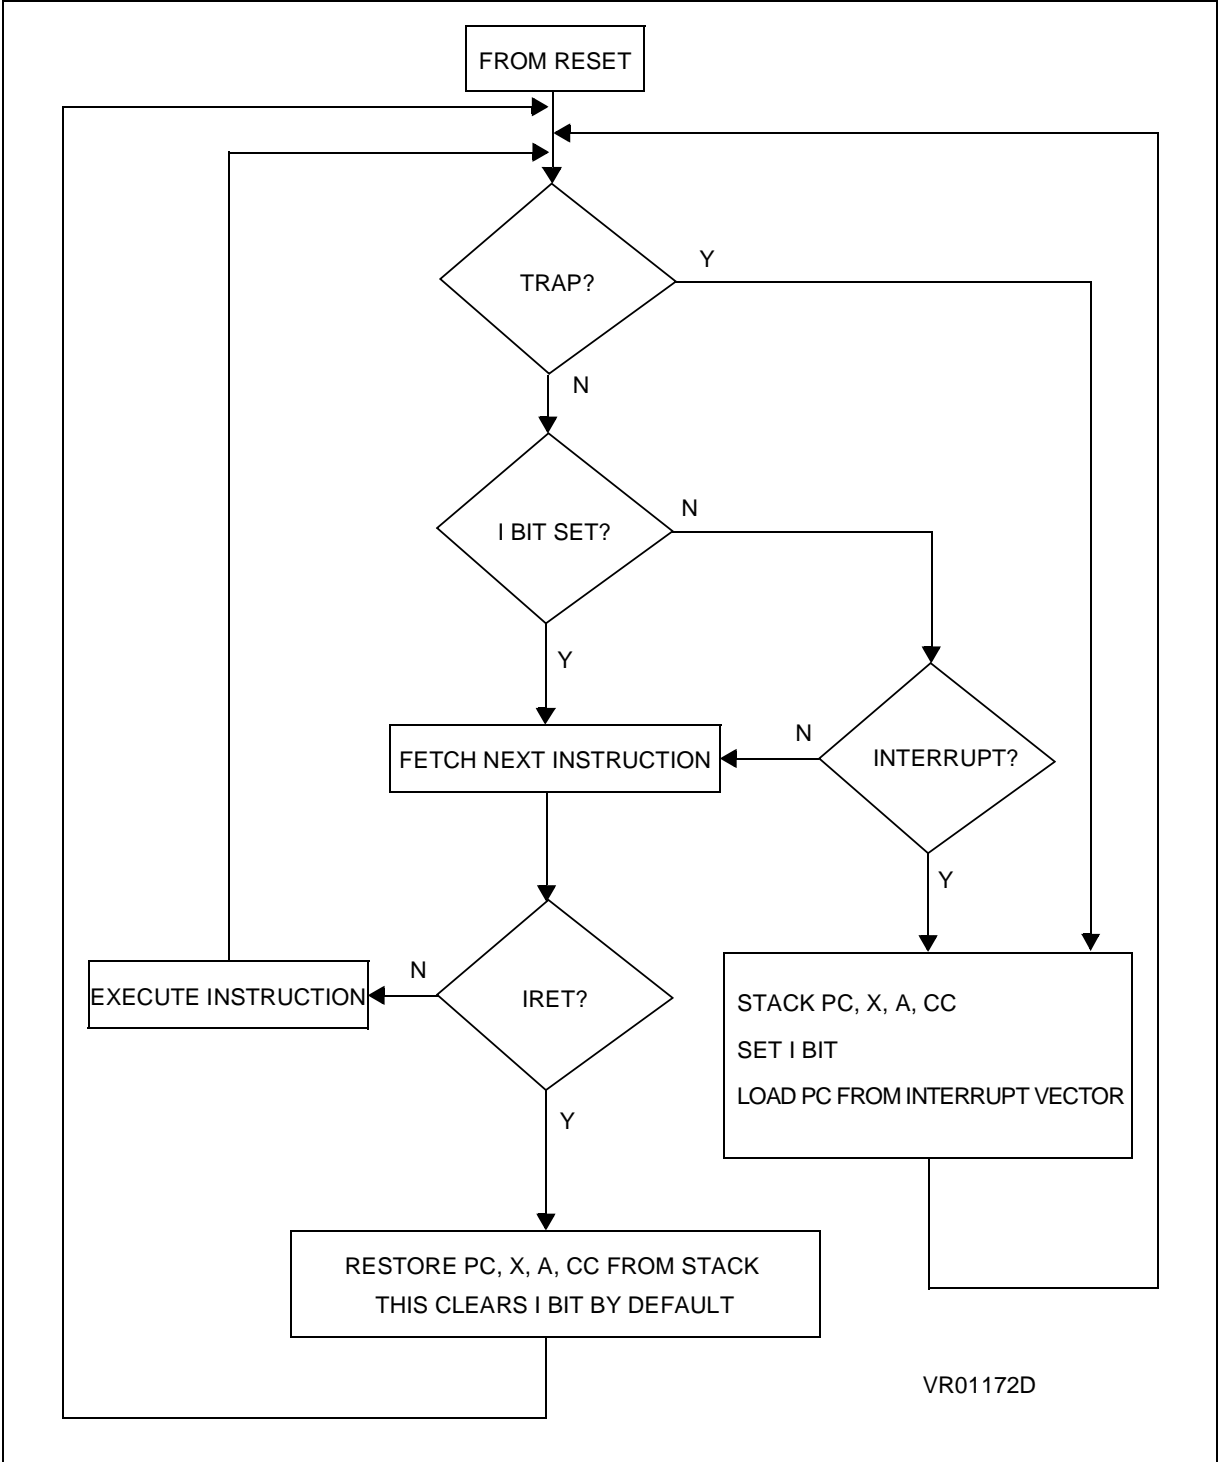 FROM RESET
TRAP?
Y
N
I BIT SET?
N
Y
FETCH NEXT INSTRUCTION
N
INTERRUPT?
Y
EXECUTE INSTRUCTION
N
IRET?
Y
STACK PC, X, A, CC
SET I BIT
LOAD PC FROM INTERRUPT VECTOR
RESTORE PC, X, A, CC FROM STACK
THIS CLEARS I BIT BY DEFAULT
VR01172D